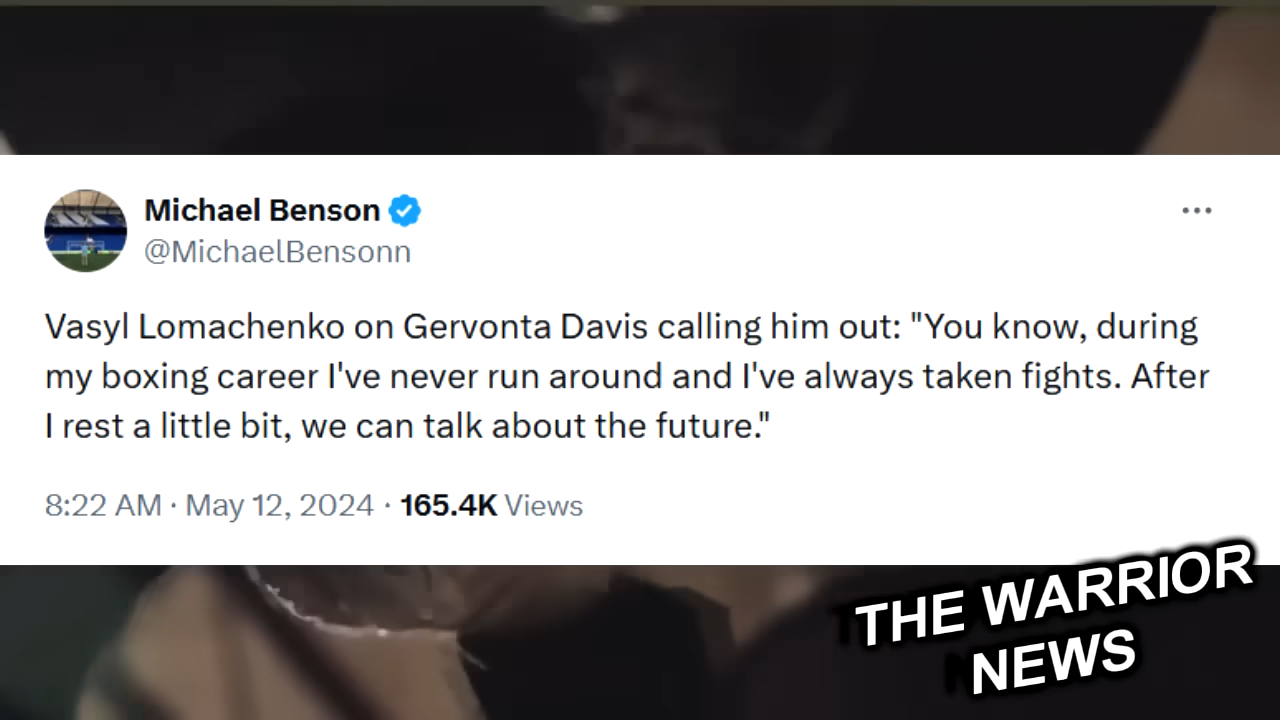 Michael Benson
@MichaelBensonn
Vasyl Lomachenko on Gervonta Davis calling him out: "You know, during
my boxing career I've never run around and I've always taken fights. After
I rest a little bit, we can talk about the future."
8:22 AM · May 12, 2024 · 165.4K Views
THE WARRIOR
NEWS